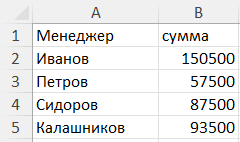 A B
1 Менеджер сумма
2 Иванов 150500
3 Петров 57500
4 Сидоров 87500
5 Калашников 93500